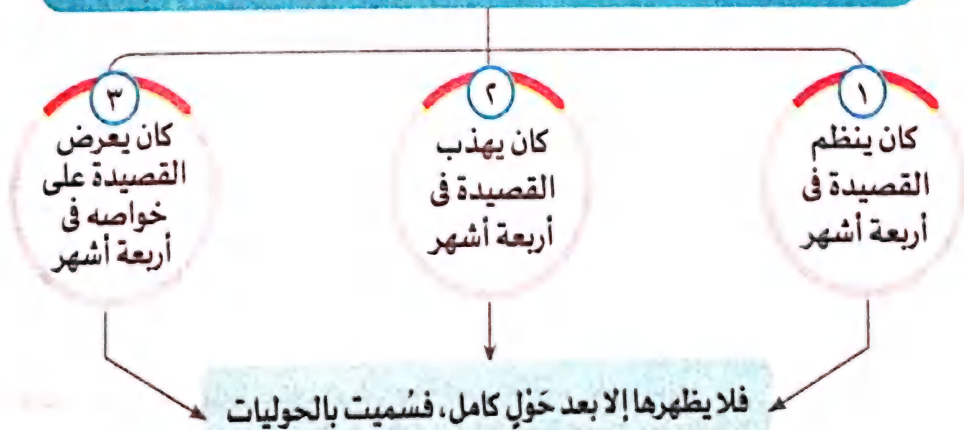 ١
كان ينظم
القصيدة فى
أربعة أشهر
٢
كان يهذب
القصيدة فى
أربعة أشهر
٣
كان يعرض
القصيدة على
خواصه فى
أربعة أشهر
فلا يظهرها إلا بعد حَوْلٍ كامل، فسُميت بالحوليات